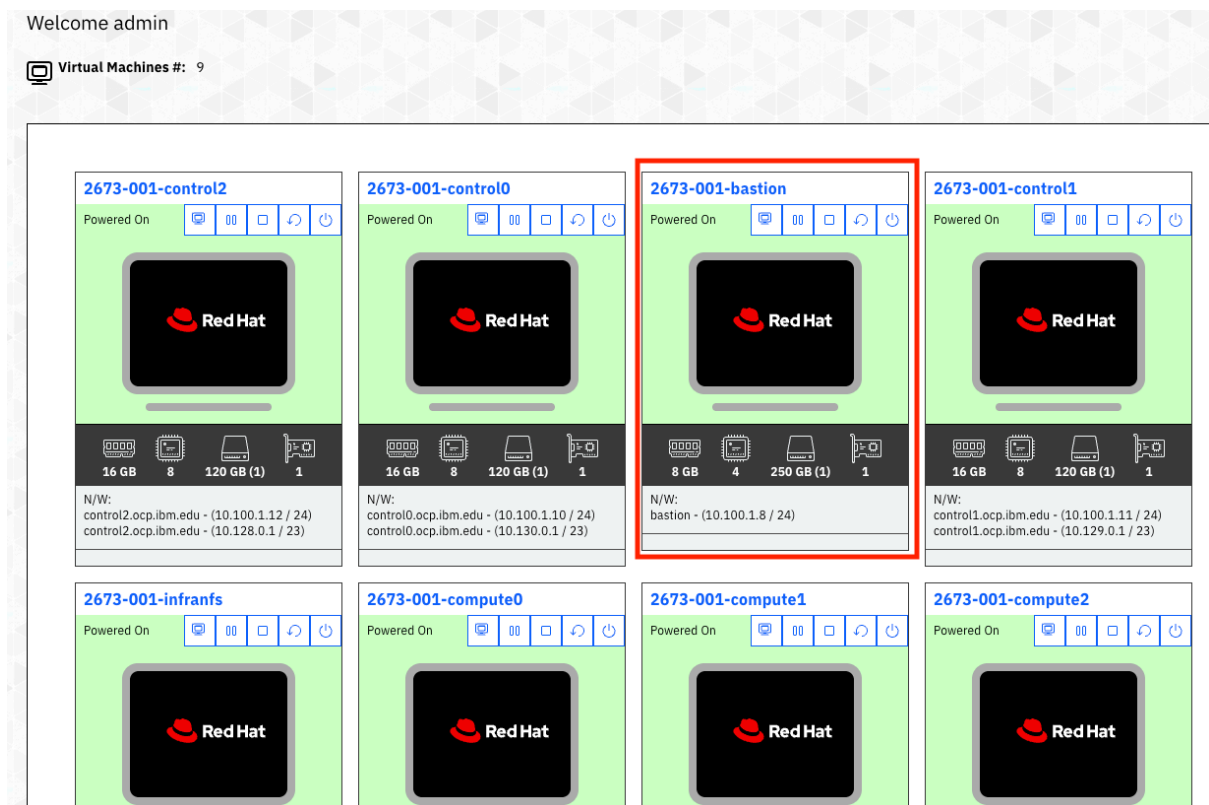 Welcome admin
Virtual Machines #: 9
2673-001-control2
Powered On
Red Hat
16 GB 8 120 GB (1) 1
N/W:
control2.ocp.ibm.edu - (10.100.1.12 / 24)
control2.ocp.ibm.edu - (10.128.0.1 / 23)
2673-001-control0
Powered On
Red Hat
16 GB 8 120 GB (1) 1
N/W:
control0.ocp.ibm.edu - (10.100.1.10 / 24)
control0.ocp.ibm.edu - (10.130.0.1 / 23)
2673-001-bastion
Powered On
Red Hat
8 GB 4 250 GB (1) 1
N/W:
bastion - (10.100.1.8 / 24)
2673-001-control1
Powered On
Red Hat
16 GB 8 120 GB (1) 1
N/W:
control1.ocp.ibm.edu - (10.100.1.11 / 24)
control1.ocp.ibm.edu - (10.129.0.1 / 23)
2673-001-infranfs
Powered On
Red Hat
2673-001-compute0
Powered On
Red Hat
2673-001-compute1
Powered On
Red Hat
2673-001-compute2
Powered On
Red Hat